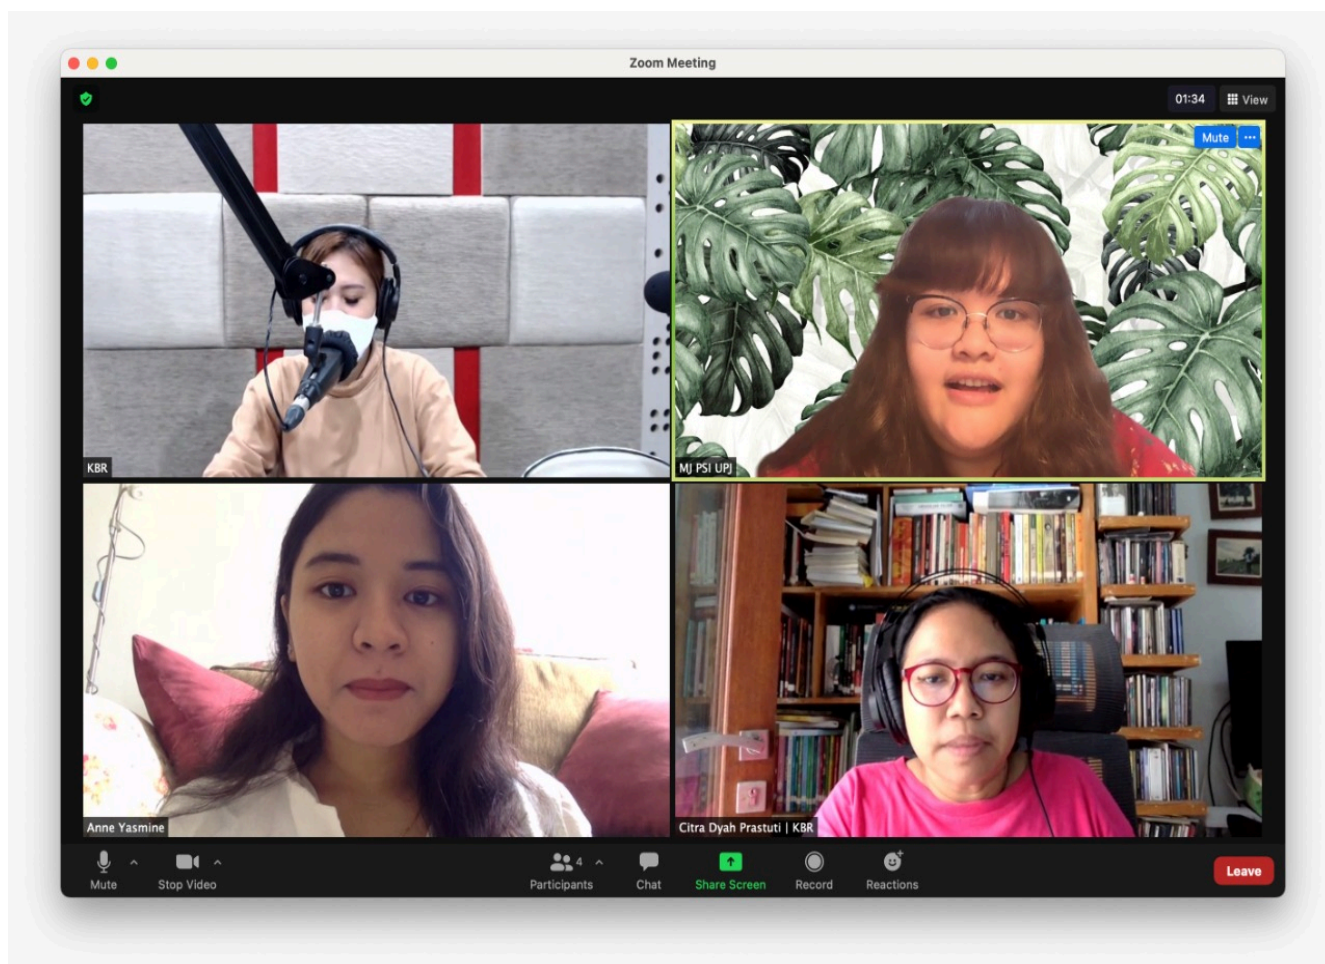 Zoom Meeting
01:34 View
Mute
KBR
MJ PSI UPJ
Anne Yasmine
Citra Dyah Prastuti | KBR
4
Mute Stop Video Participants Chat Share Screen Record Reactions
Leave